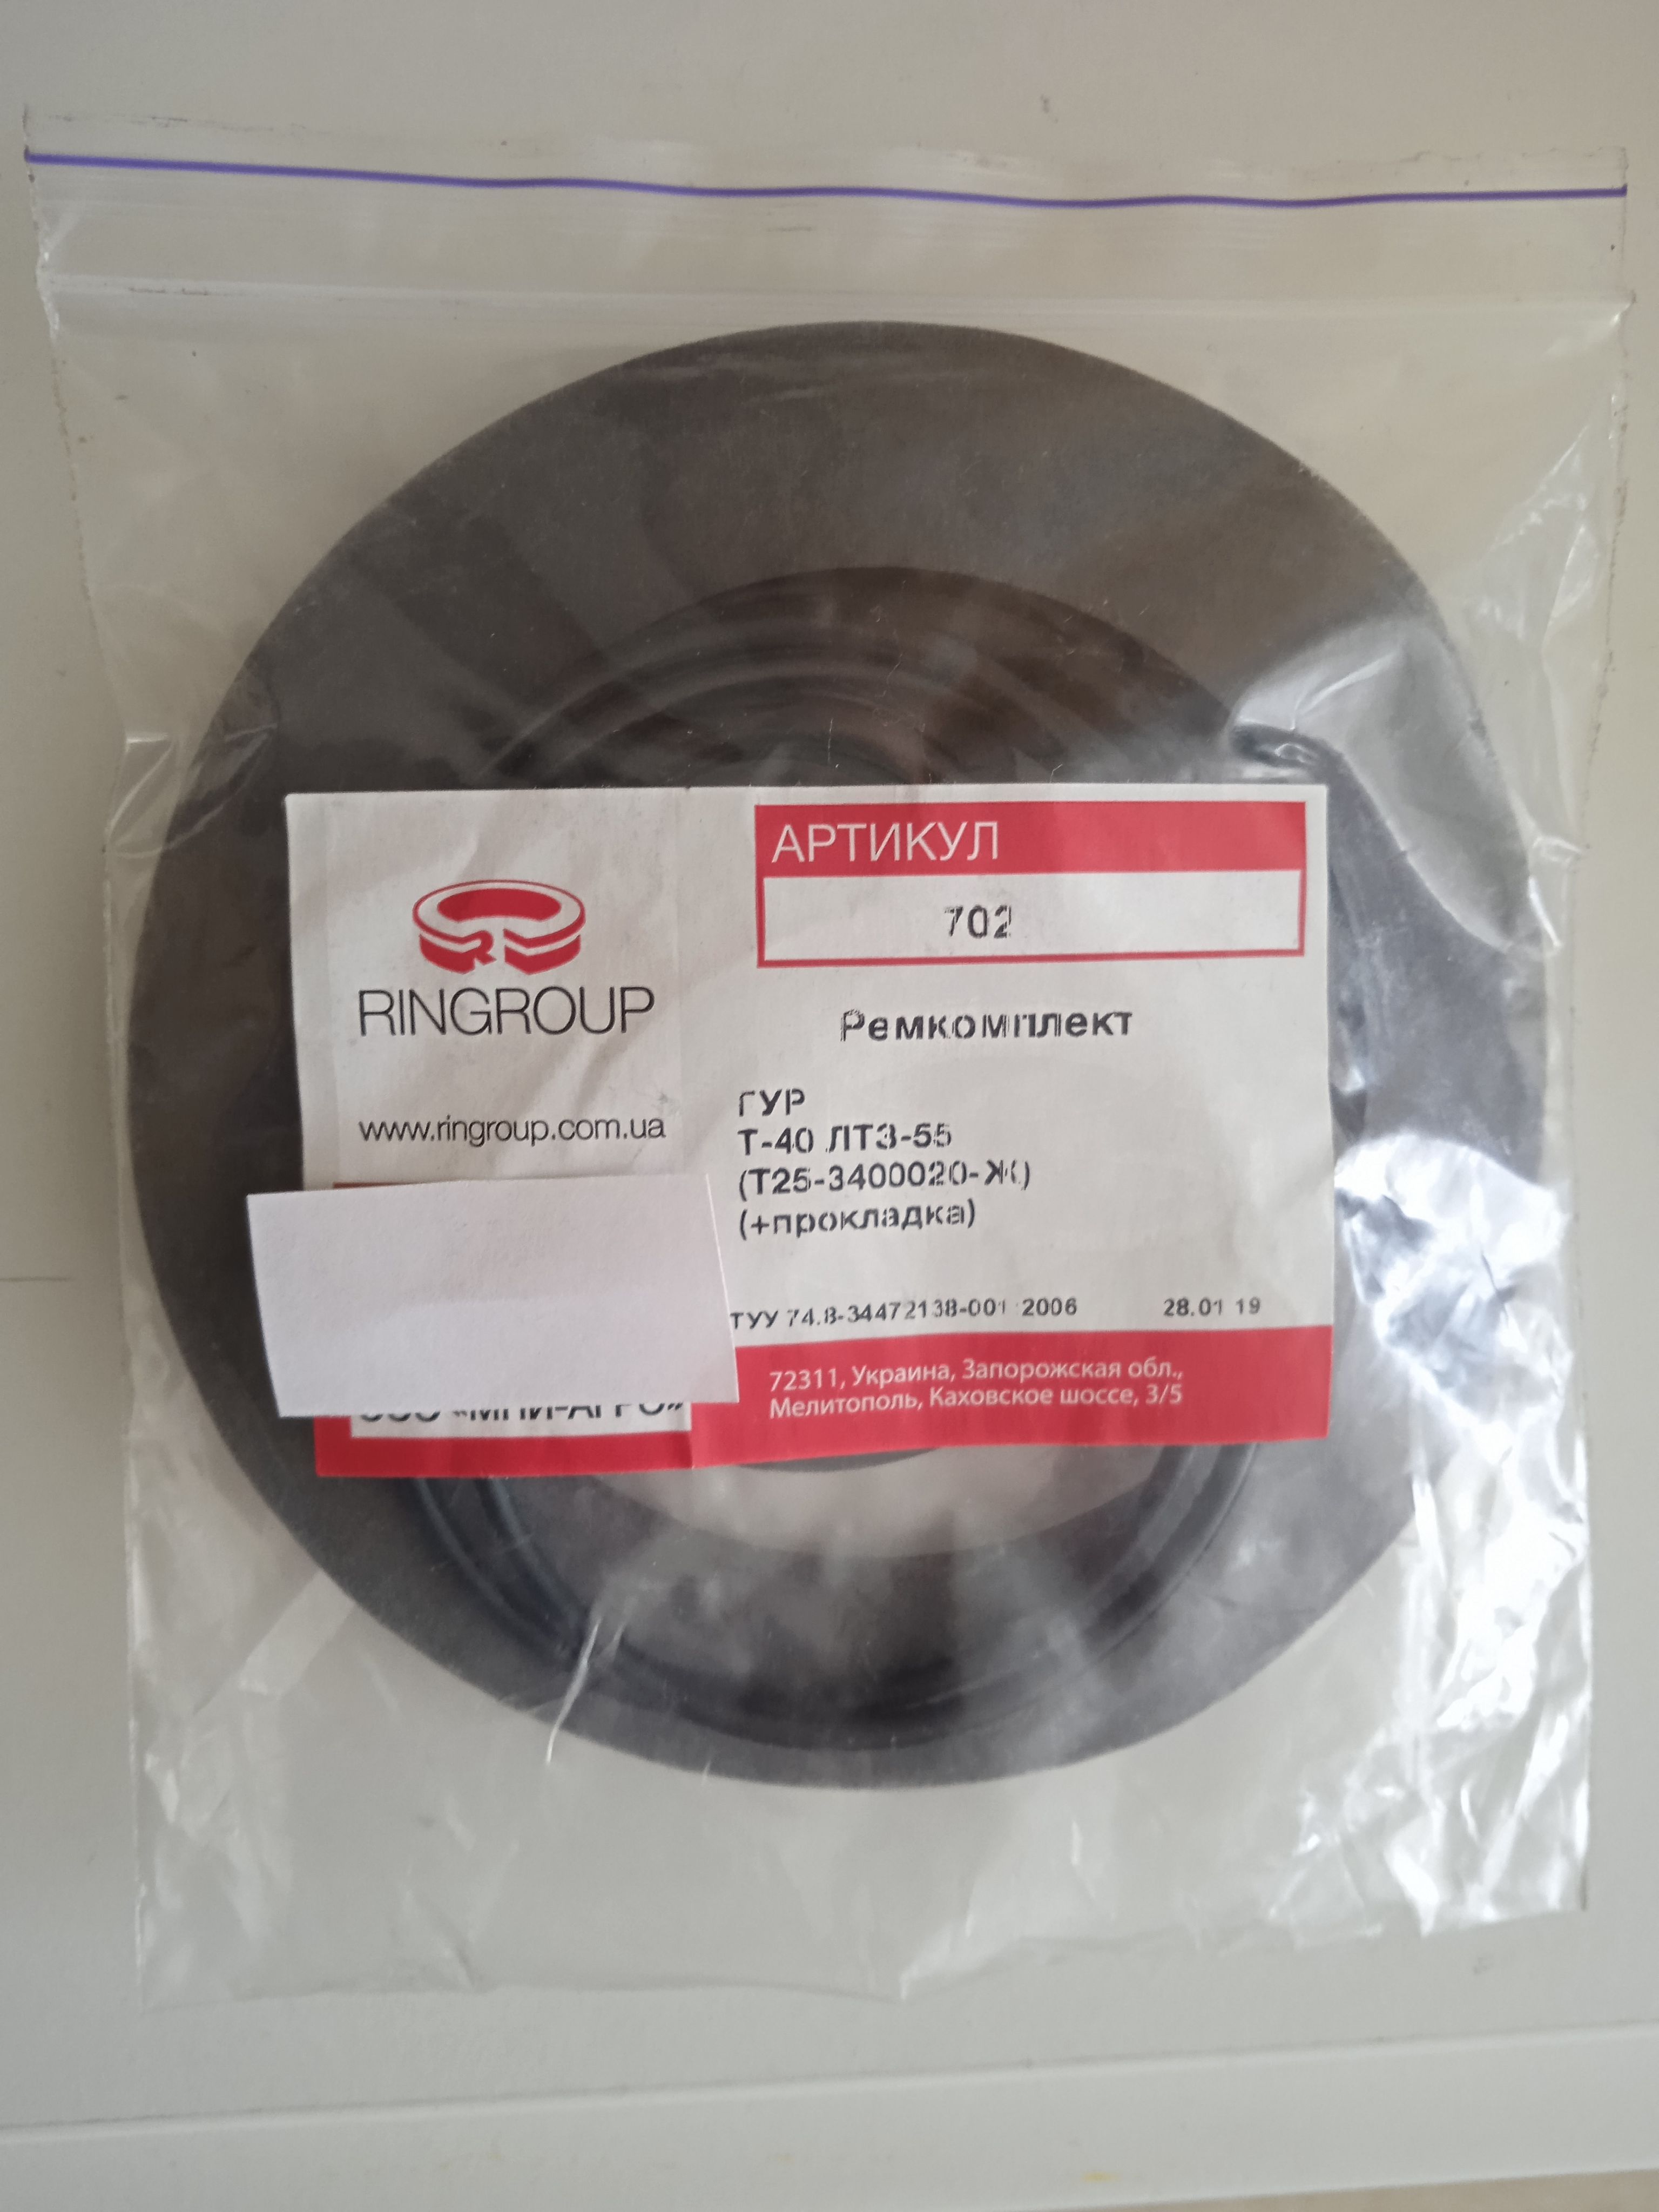 АРТИКУЛ
702
RINGROUP
www.ringroup.com.ua
Ремкомплект
ГУР
Т-40 ЛТЗ-55
(Т25-3400020-Ж)
(+прокладка)
ТУУ 74.8-34472138-001 2006 28.01 19
72311, Украина, Запорожская обл.,
Мелитополь, Каховское шоссе, 3/5